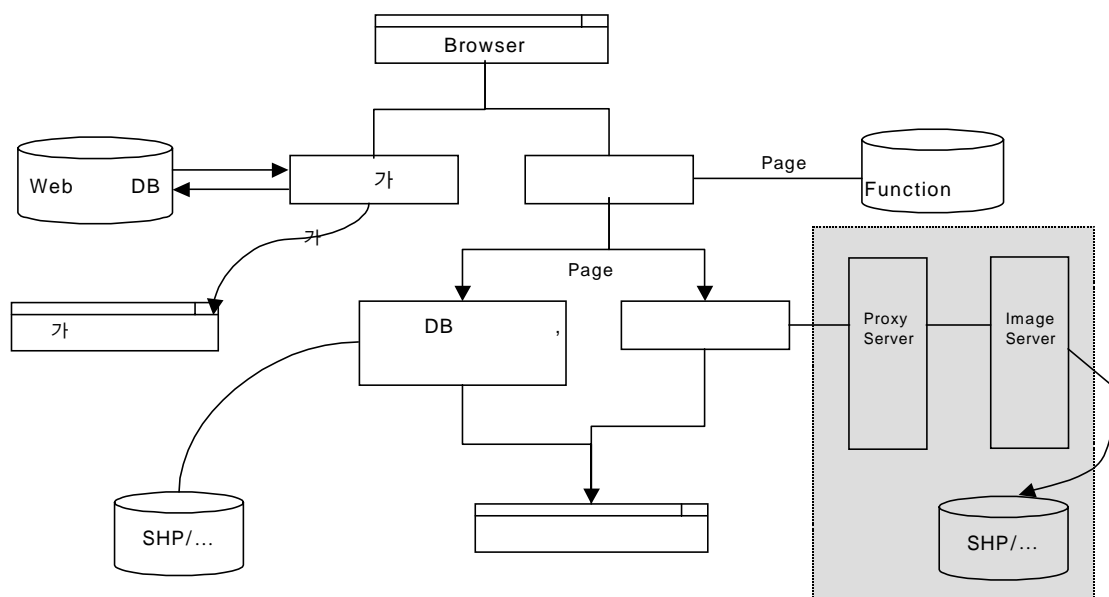 Browser
Web DB
가
Page
Function
가
Page
가
DB ,
Proxy
Server
Image
Server
SHP/...
SHP/...